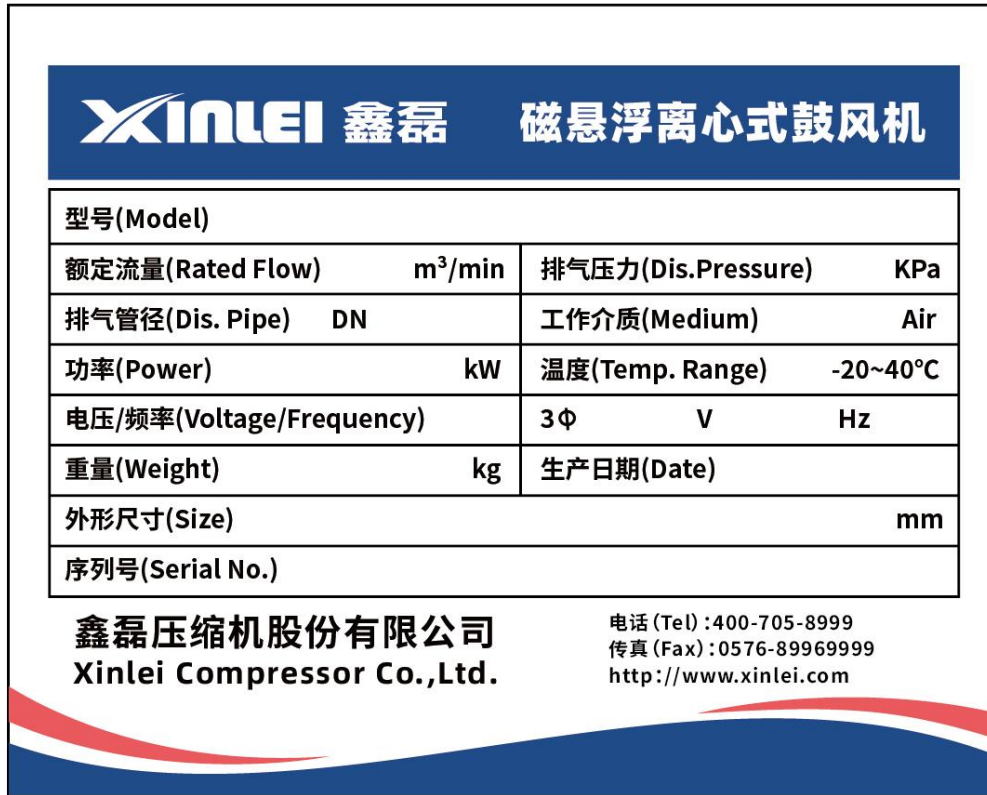 XINLEI 鑫磊 磁悬浮离心式鼓风机
型号(Model)
额定流量(Rated Flow) m³/min 排气压力(Dis.Pressure) KPa
排气管径(Dis. Pipe) DN 工作介质(Medium) Air
功率(Power) kW 温度(Temp. Range) -20~40℃
电压/频率(Voltage/Frequency) 3Φ V Hz
重量(Weight) kg 生产日期(Date)
外形尺寸(Size) mm
序列号(Serial No.)
鑫磊压缩机股份有限公司
Xinlei Compressor Co.,Ltd.
电话(Tel):400-705-8999
传真(Fax):0576-89969999
http://www.xinlei.com